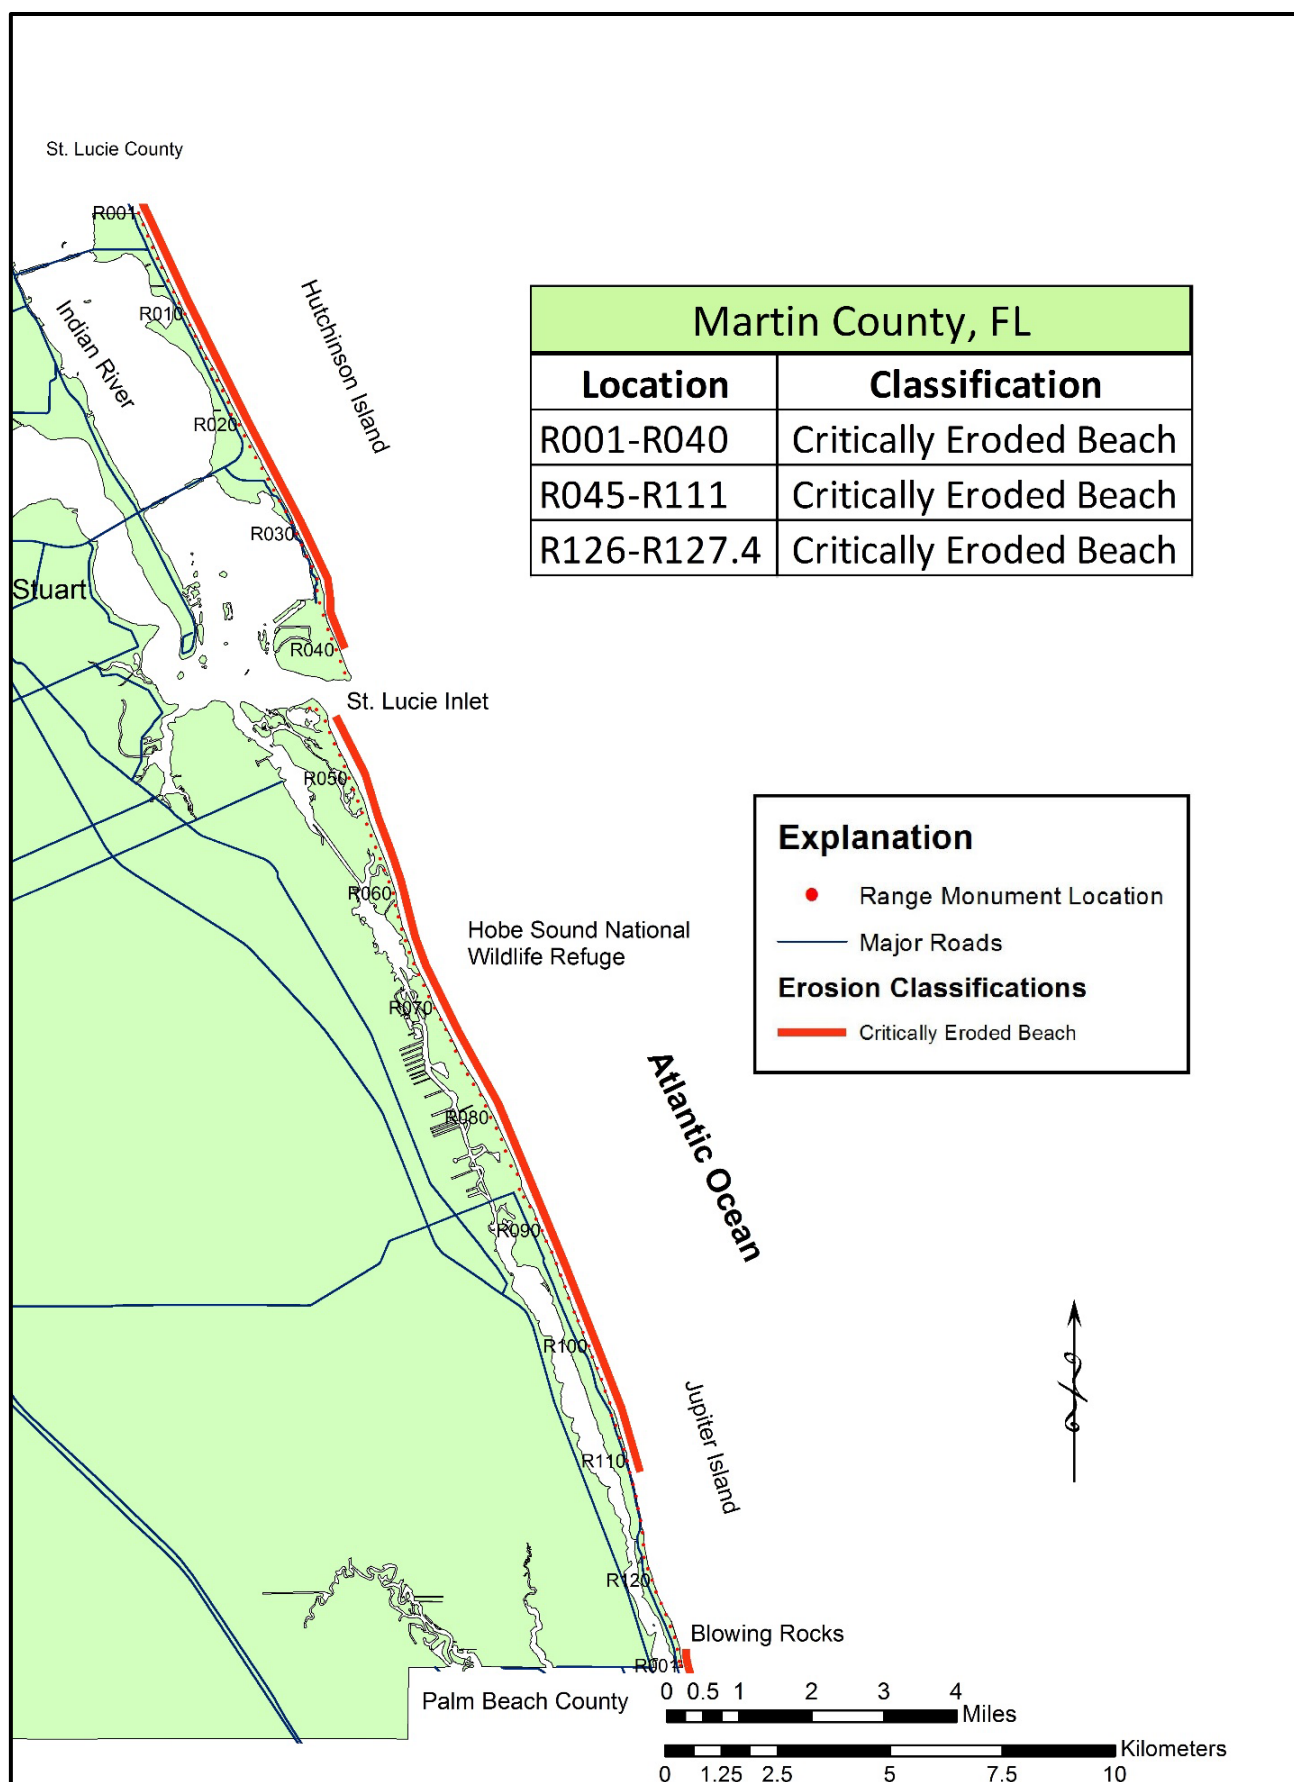 St. Lucie County
R001
R010
Indian River
Hutchinson Island
Martin County, FL
Location Classification
R001-R040 Critically Eroded Beach
R045-R111 Critically Eroded Beach
R126-R127.4 Critically Eroded Beach
R020
R030
Stuart
R040
St. Lucie Inlet
R050
Explanation
Range Monument Location
Major Roads
Erosion Classifications
Critically Eroded Beach
R060
Hobe Sound National
Wildlife Refuge
R070
R080
Atlantic Ocean
R090
R100
Jupiter Island
R110
R120
Blowing Rocks
R001
Palm Beach County
0 0.5 1 2 3 4
Miles
Kilometers
0 1.25 2.5 5 7.5 10